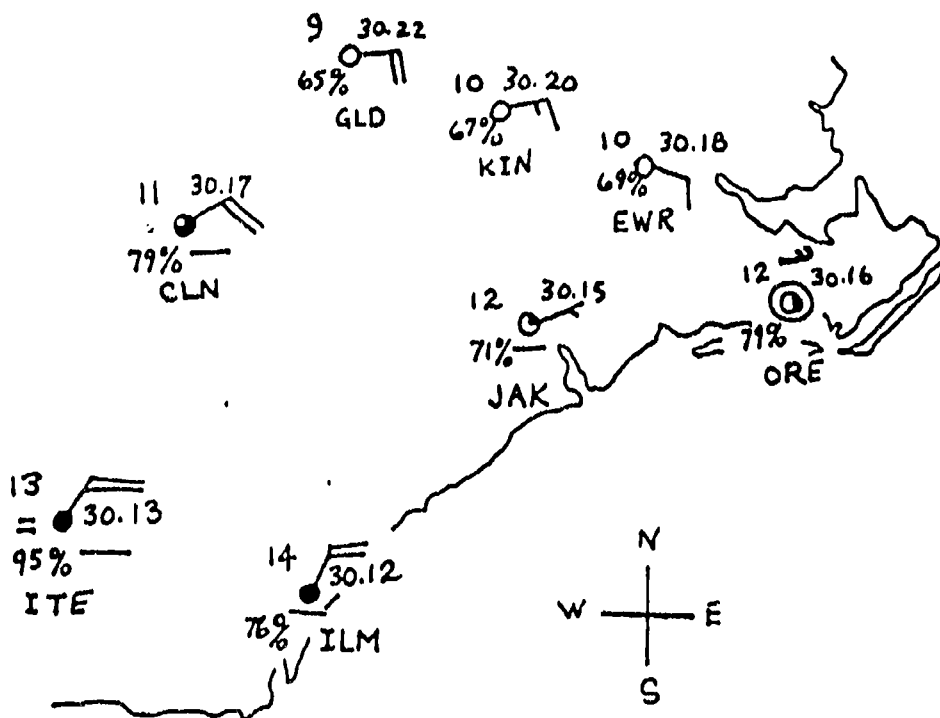 9 30.22
65%
GLD
10 30.20
67%
KIN
10 30.18
69%
EWR
11 30.17
79%
CLN
12 30.16
79%
ORE
12 30.15
71%
JAK
13
30.13
95%
ITE
14
30.12
76%
ILM
N
W E
S